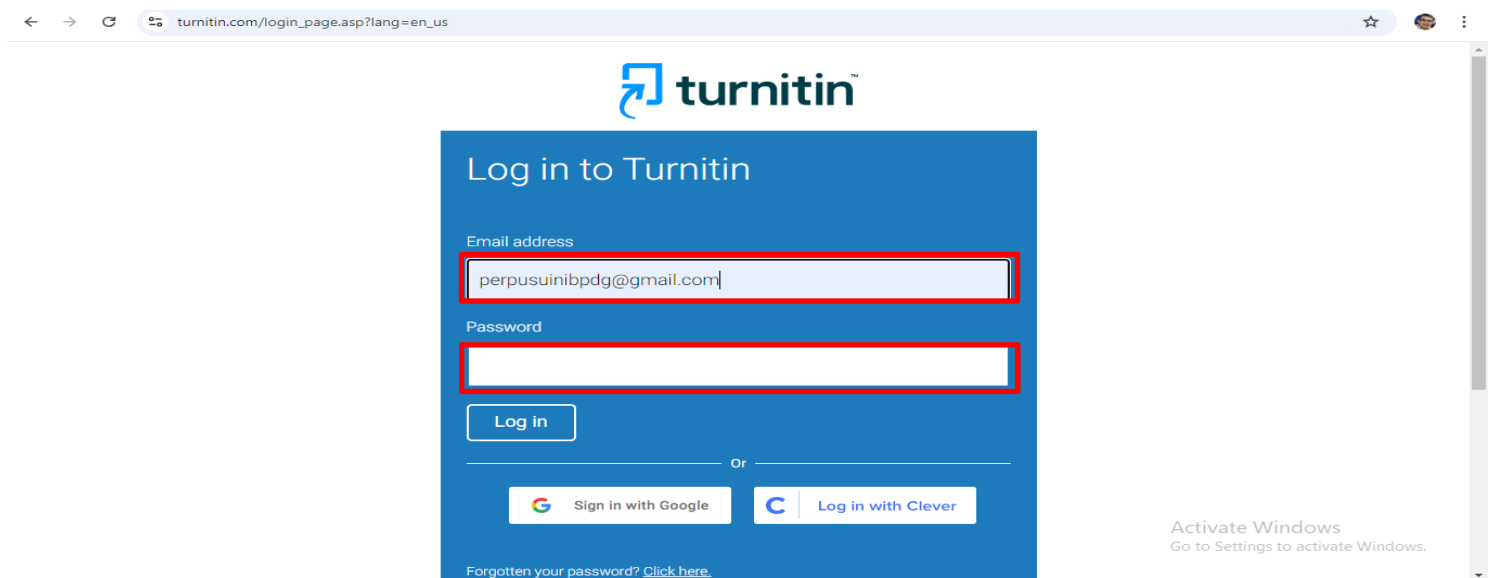 turnitin.com/login_page.asp?lang=en_us
turnitin™
Log in to Turnitin
Email address
perpusuinibpdg@gmail.com
Password
Log in
Or
G Sign in with Google C Log in with Clever
Activate Windows
Go to Settings to activate Windows.
Forgotten your password? Click here.